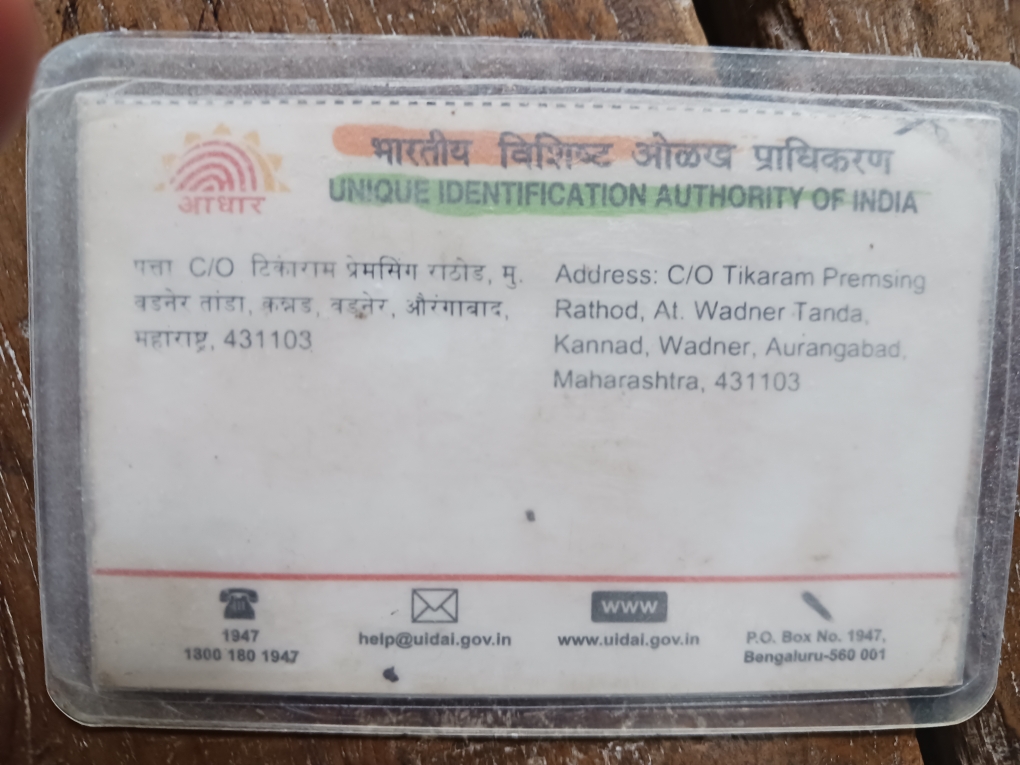 आधार
भारतीय विशिष्ट ओळख प्राधिकरण
UNIQUE IDENTIFICATION AUTHORITY OF INDIA
पत्ता C/O टिकाराम प्रेमसिंग राठोड, मु.
वडनेर तांडा, कन्नड, वडनेर, औरंगाबाद,
महाराष्ट्र, 431103
Address: C/O Tikaram Premsing
Rathod, At. Wadner Tanda,
Kannad, Wadner, Aurangabad,
Maharashtra, 431103
1947
1300 180 1947
help@uidai.gov.in
WWW
www.uidai.gov.in
P.O. Box No. 1947,
Bengaluru-560 001